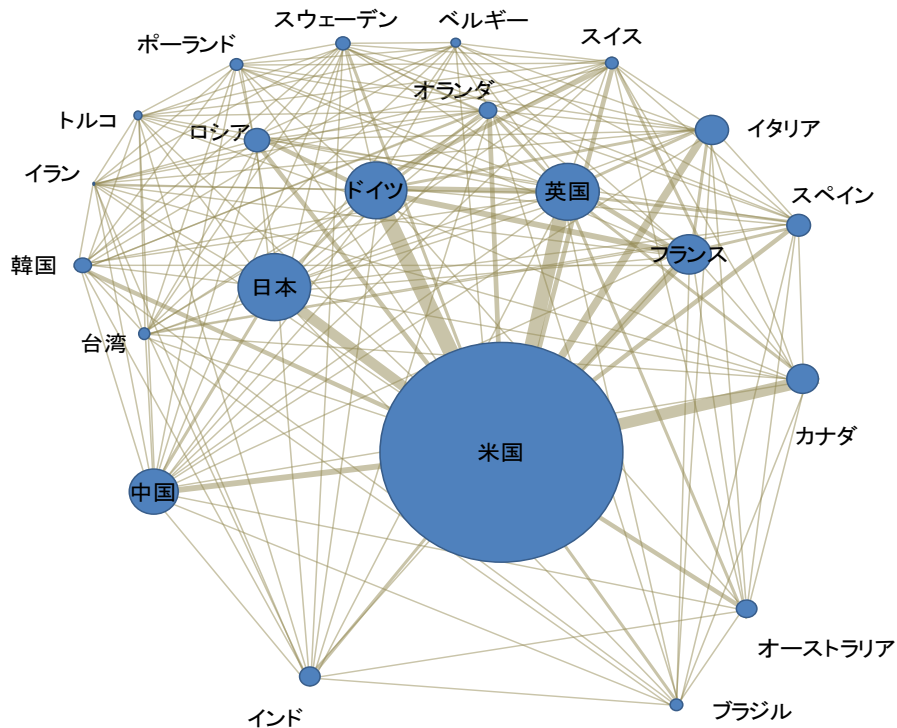 スウェーデン
ベルギー
スイス
ポーランド
オランダ
トルコ
ロシア
イタリア
イラン
ドイツ
英国
スペイン
韓国
日本
フランス
台湾
カナダ
米国
中国
オーストラリア
インド
ブラジル